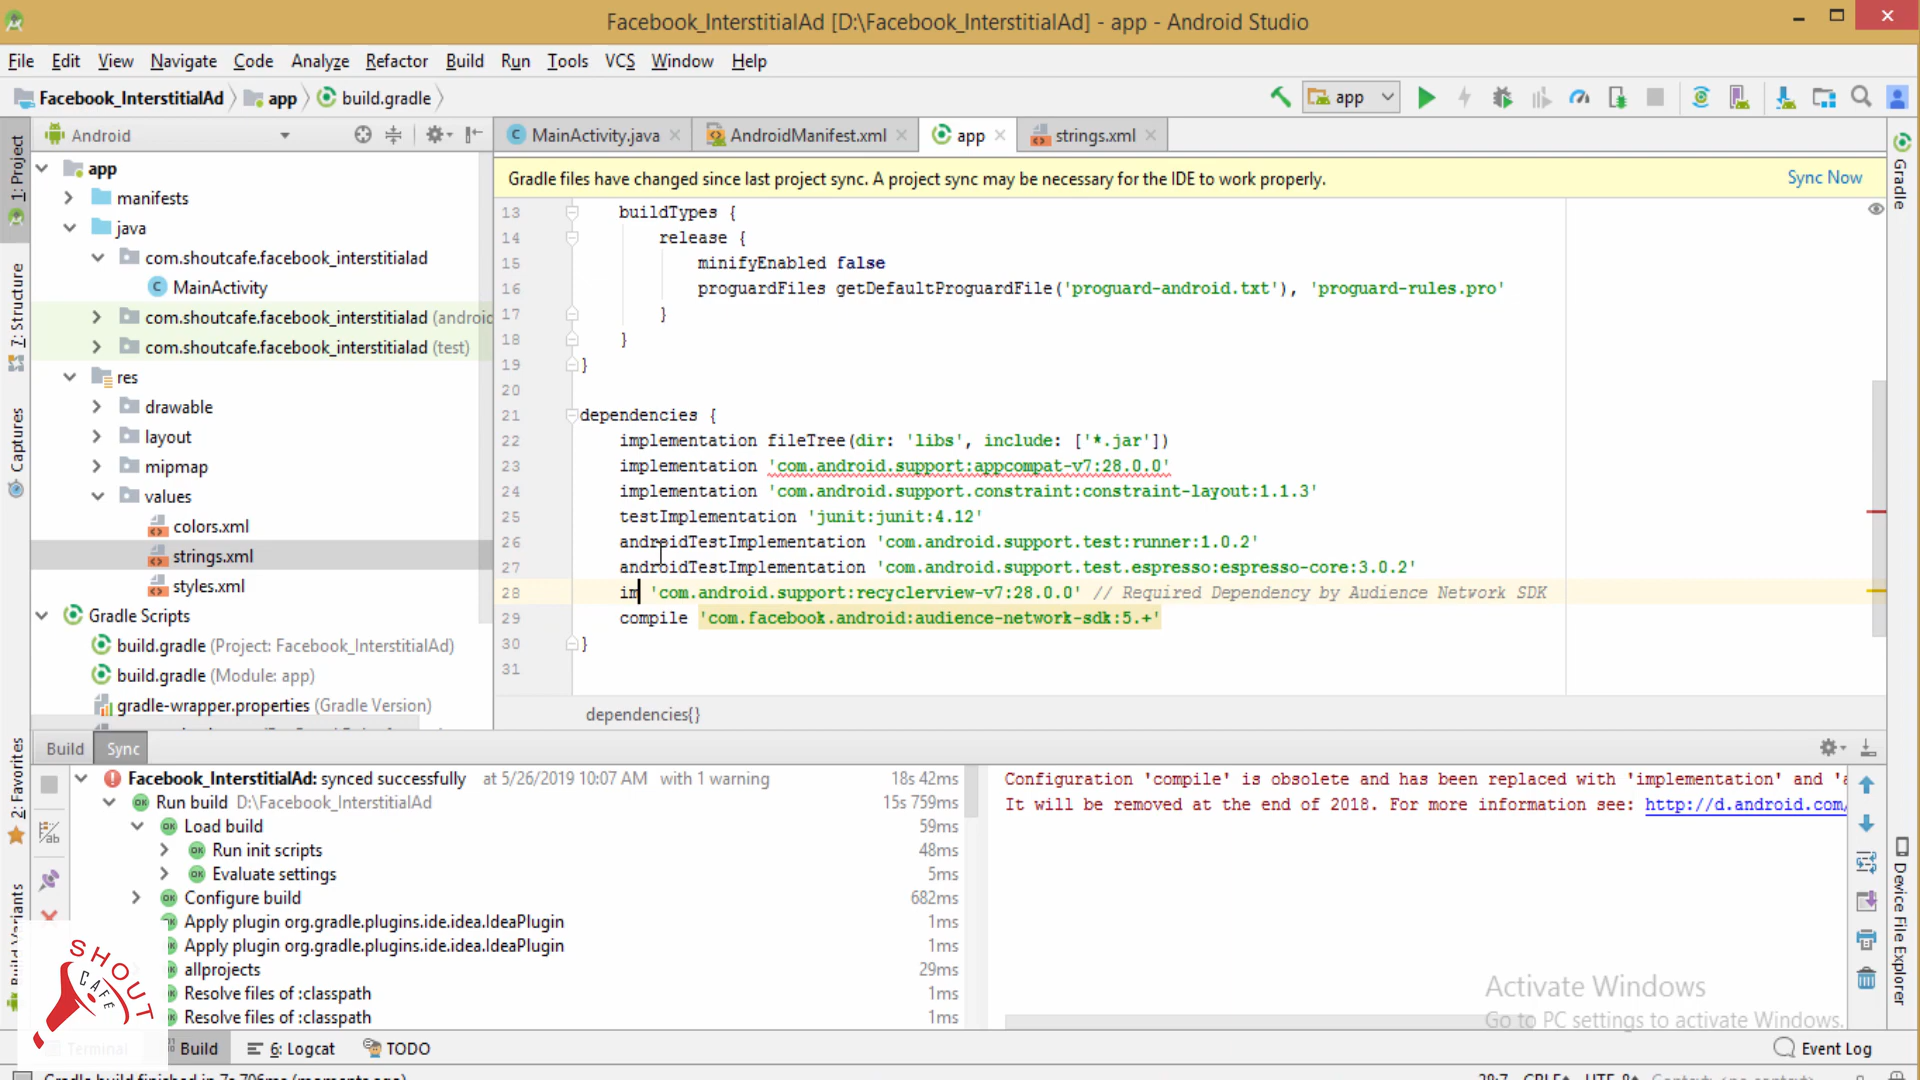 Facebook_InterstitialAd [D:\Facebook_InterstitialAd] - app - Android Studio
File Edit View Navigate Code Analyze Refactor Build Run Tools VCS Window Help
Facebook_InterstitialAd app build.gradle
app
1: Project
7: Structure
Captures
2: Favorites
Android
app
manifests
java
com.shoutcafe.facebook_interstitialad
MainActivity
com.shoutcafe.facebook_interstitialad (android
com.shoutcafe.facebook_interstitialad (test)
res
drawable
layout
mipmap
values
colors.xml
strings.xml
styles.xml
Gradle Scripts
build.gradle (Project: Facebook_InterstitialAd)
build.gradle (Module: app)
gradle-wrapper.properties (Gradle Version)
MainActivity.java AndroidManifest.xml app strings.xml
Gradle files have changed since last project sync. A project sync may be necessary for the IDE to work properly. Sync Now
13 buildTypes {
14 release {
15 minifyEnabled false
16 proguardFiles getDefaultProguardFile('proguard-android.txt'), 'proguard-rules.pro'
17 }
18 }
19 }
20
21 dependencies {
22 implementation fileTree(dir: 'libs', include: ['*.jar'])
23 implementation 'com.android.support:appcompat-v7:28.0.0'
24 implementation 'com.android.support.constraint:constraint-layout:1.1.3'
25 testImplementation 'junit:junit:4.12'
26 androidTestImplementation 'com.android.support.test:runner:1.0.2'
27 androidTestImplementation 'com.android.support.test.espresso:espresso-core:3.0.2'
28 im 'com.android.support:recyclerview-v7:28.0.0' // Required Dependency by Audience Network SDK
29 compile 'com.facebook.android:audience-network-sdk:5.+'
30 }
31
dependencies{}
Gradle
Device File Explorer
Build Sync
Facebook_InterstitialAd: synced successfully at 5/26/2019 10:07 AM with 1 warning 18s 42ms
Run build D:\Facebook_InterstitialAd 15s 759ms
Load build 59ms
Run init scripts 48ms
Evaluate settings 5ms
Configure build 682ms
Apply plugin org.gradle.plugins.ide.idea.IdeaPlugin 1ms
Apply plugin org.gradle.plugins.ide.idea.IdeaPlugin 1ms
allprojects 29ms
Resolve files of :classpath 1ms
Resolve files of :classpath 1ms
Configuration 'compile' is obsolete and has been replaced with 'implementation' and
It will be removed at the end of 2018. For more information see: http://d.android.com/
Activate Windows
Go to PC settings to activate Windows.
SHOUT
CAFE
Terminal Build 6: Logcat TODO Event Log